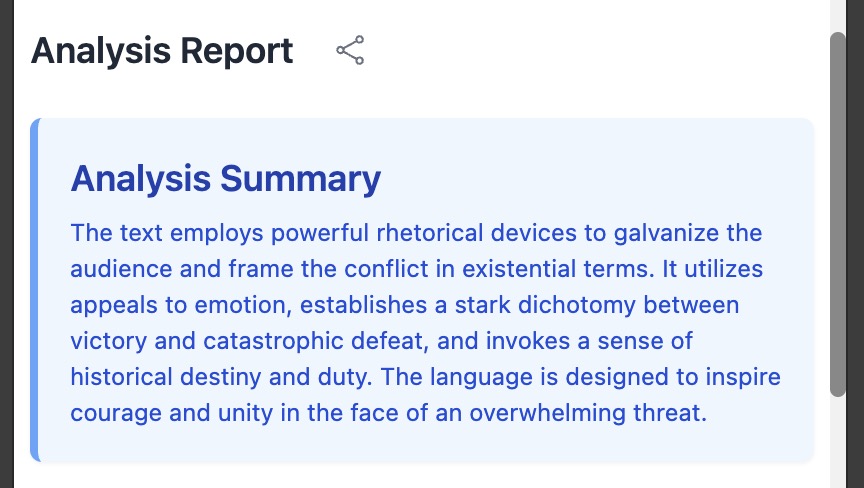 Analysis Report
Analysis Summary
The text employs powerful rhetorical devices to galvanize the
audience and frame the conflict in existential terms. It utilizes
appeals to emotion, establishes a stark dichotomy between
victory and catastrophic defeat, and invokes a sense of
historical destiny and duty. The language is designed to inspire
courage and unity in the face of an overwhelming threat.